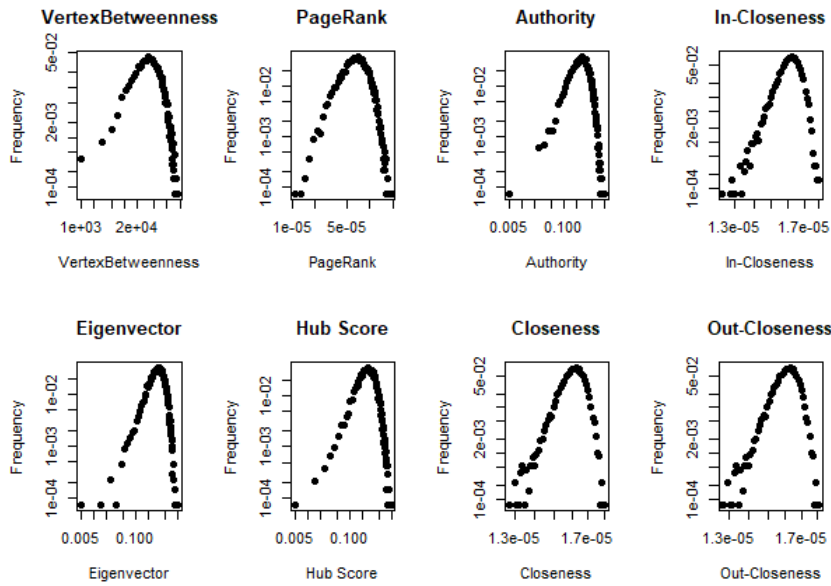 VertexBetweenness
Frequency
5e-02
2e-03
1e-04
1e+03 2e+04
VertexBetweenness
PageRank
Frequency
1e-02
1e-03
1e-04
1e-05 5e-05
PageRank
Authority
Frequency
1e-02
1e-03
1e-04
0.005 0.100
Authority
In-Closeness
Frequency
5e-02
2e-03
1e-04
1.3e-05 1.7e-05
In-Closeness
Eigenvector
Frequency
1e-02
1e-03
1e-04
0.005 0.100
Eigenvector
Hub Score
Frequency
1e-02
1e-03
1e-04
0.005 0.100
Hub Score
Closeness
Frequency
5e-02
2e-03
1e-04
1.3e-05 1.7e-05
Closeness
Out-Closeness
Frequency
5e-02
2e-03
1e-04
1.3e-05 1.7e-05
Out-Closeness